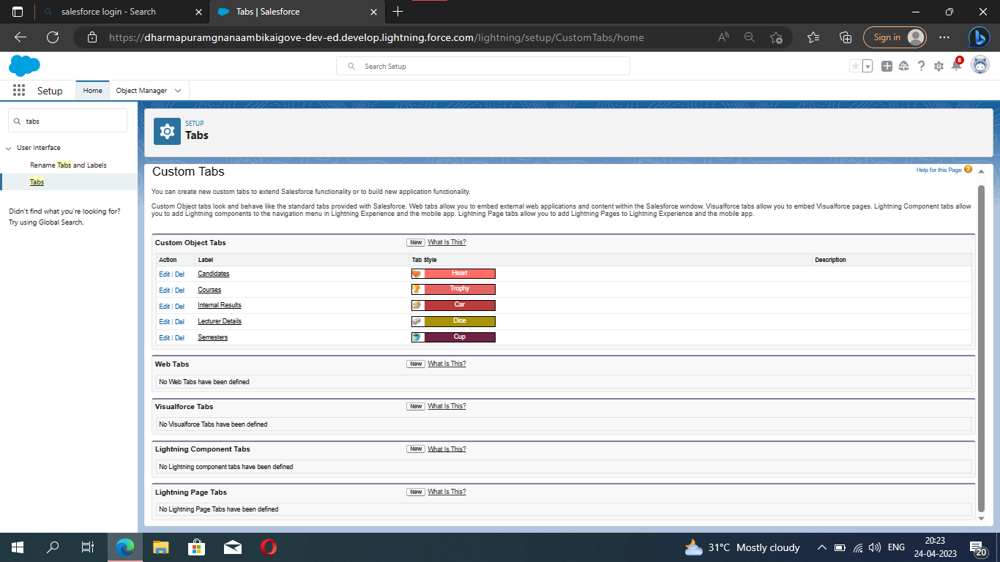 salesforce login - Search
Tabs | Salesforce
https://dharmapuramgnanaambikaigove-dev-ed.develop.lightning.force.com/lightning/setup/CustomTabs/home
Sign in
Search Setup
8
Setup
Home
Object Manager
tabs
User Interface
Rename Tabs and Labels
Tabs
Didn't find what you're looking for?
Try using Global Search.
SETUP
Tabs
Custom Tabs
Help for this Page
You can create new custom tabs to extend Salesforce functionality or to build new application functionality.
Custom Object tabs look and behave like the standard tabs provided with Salesforce. Web tabs allow you to embed external web applications and content within the Salesforce window. Visualforce tabs allow you to embed Visualforce pages. Lightning Component tabs allow
you to add Lightning components to the navigation menu in Lightning Experience and the mobile app. Lightning Page tabs allow you to add Lightning Pages to Lightning Experience and the mobile app.
Custom Object Tabs New What Is This?
Action Label Tab Style Description
Edit | Del Candidates Heart
Edit | Del Courses Trophy
Edit | Del Internal Results Car
Edit | Del Lecturer Details Dice
Edit | Del Semesters Cup
Web Tabs New What Is This?
No Web Tabs have been defined
Visualforce Tabs New What Is This?
No Visualforce Tabs have been defined
Lightning Component Tabs New What Is This?
No Lightning component tabs have been defined
Lightning Page Tabs New What Is This?
No Lightning Page Tabs have been defined
31°C Mostly cloudy
ENG
20:23
24-04-2023
20